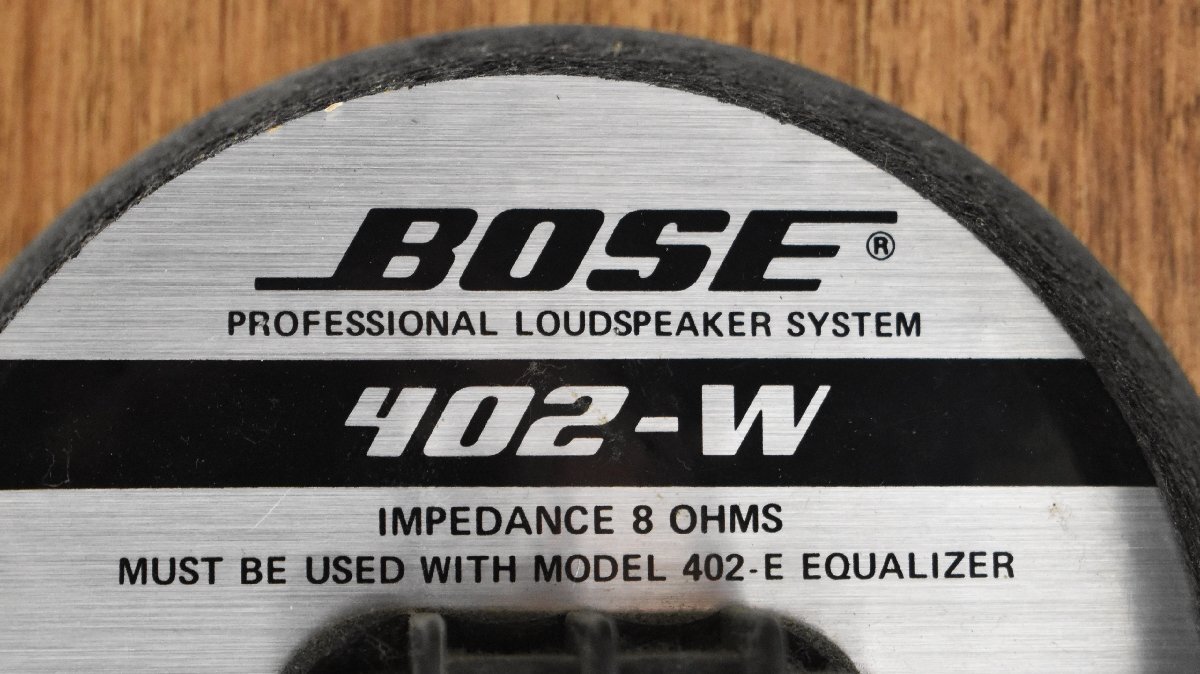 BOSE®
PROFESSIONAL LOUDSPEAKER SYSTEM
402-W
IMPEDANCE 8 OHMS
MUST BE USED WITH MODEL 402-E EQUALIZER